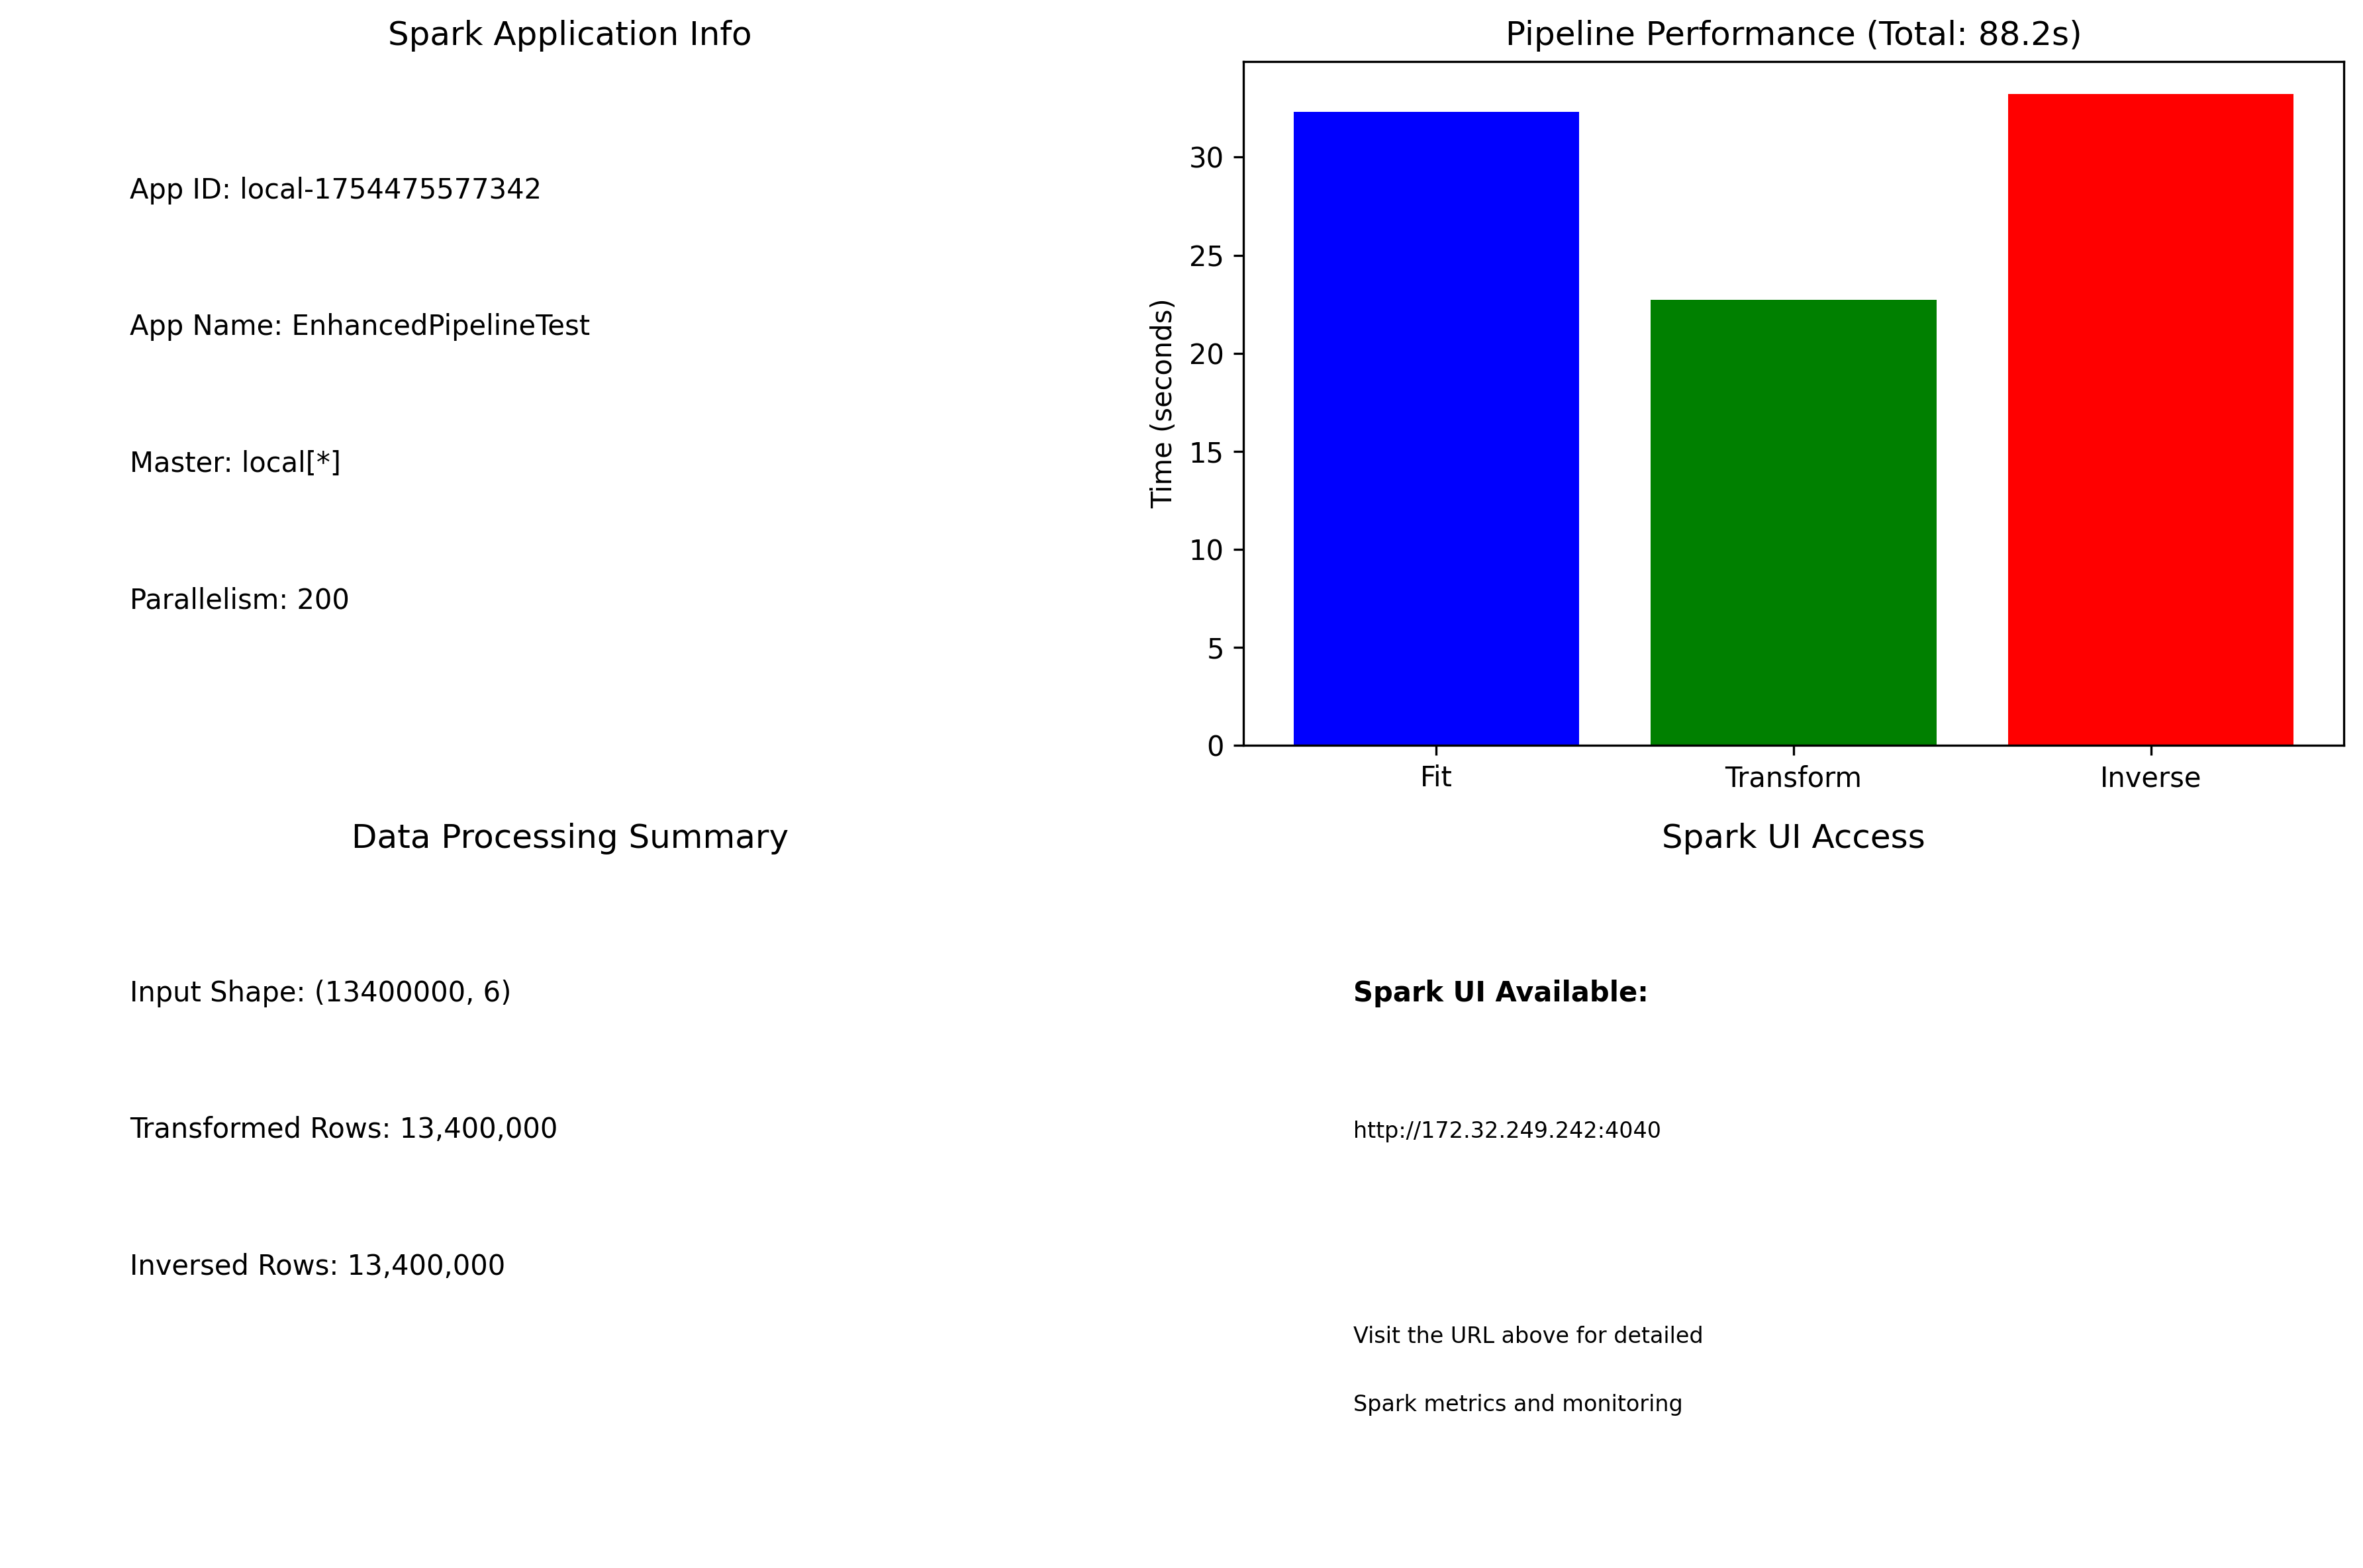 Spark Application Info
App ID: local-1754475577342
App Name: EnhancedPipelineTest
Master: local[*]
Parallelism: 200
Pipeline Performance (Total: 88.2s)
Time (seconds)
30
25
20
15
10
5
0
Fit
Transform
Inverse
Data Processing Summary
Input Shape: (13400000, 6)
Transformed Rows: 13,400,000
Inversed Rows: 13,400,000
Spark UI Access
Spark UI Available:
http://172.32.249.242:4040
Visit the URL above for detailed
Spark metrics and monitoring